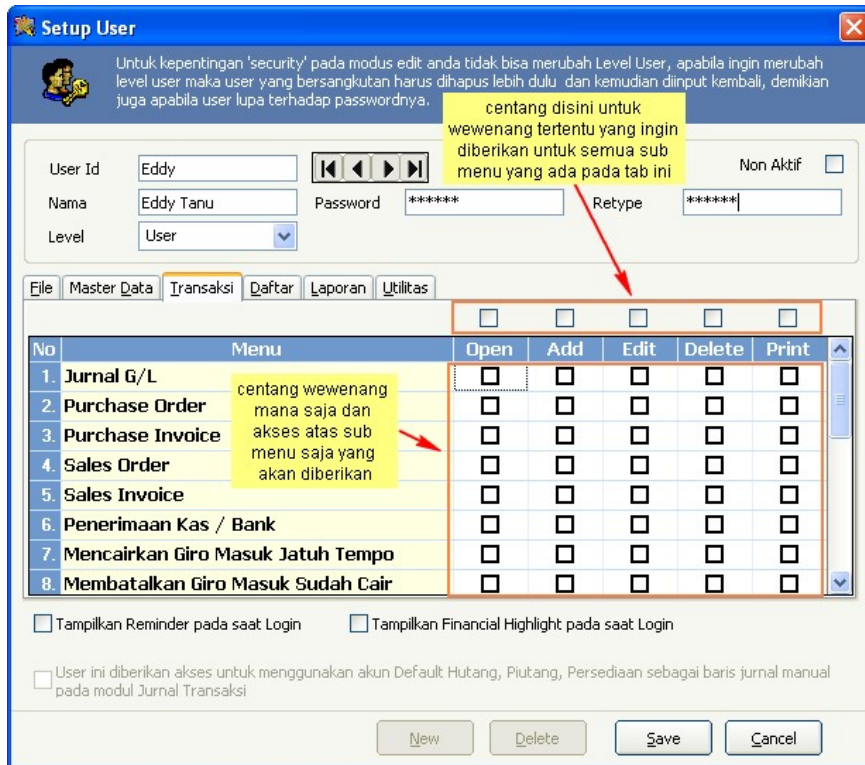 Setup User
Untuk kepentingan 'security' pada modus edit anda tidak bisa merubah Level User, apabila ingin merubah
level user maka user yang bersangkutan harus dihapus lebih dulu  dan kemudian diinput kembali, demikian
juga apabila user lupa terhadap passwordnya.
centang disini untuk
wewenang tertentu yang ingin
diberikan untuk semua sub
menu yang ada pada tab ini
User Id Eddy Non Aktif
Nama Eddy Tanu Password ****** Retype ******
Level User
File Master Data Transaksi Daftar Laporan Utilitas
No Menu Open Add Edit Delete Print
1. Jurnal G/L
2. Purchase Order
3. Purchase Invoice
4. Sales Order
5. Sales Invoice
6. Penerimaan Kas / Bank
7. Mencairkan Giro Masuk Jatuh Tempo
8. Membatalkan Giro Masuk Sudah Cair
centang wewenang
mana saja dan
akses atas sub
menu saja yang
akan diberikan
Tampilkan Reminder pada saat Login Tampilkan Financial Highlight pada saat Login
User ini diberikan akses untuk menggunakan akun Default Hutang, Piutang, Persediaan sebagai baris jurnal manual
pada modul Jurnal Transaksi
New Delete Save Cancel